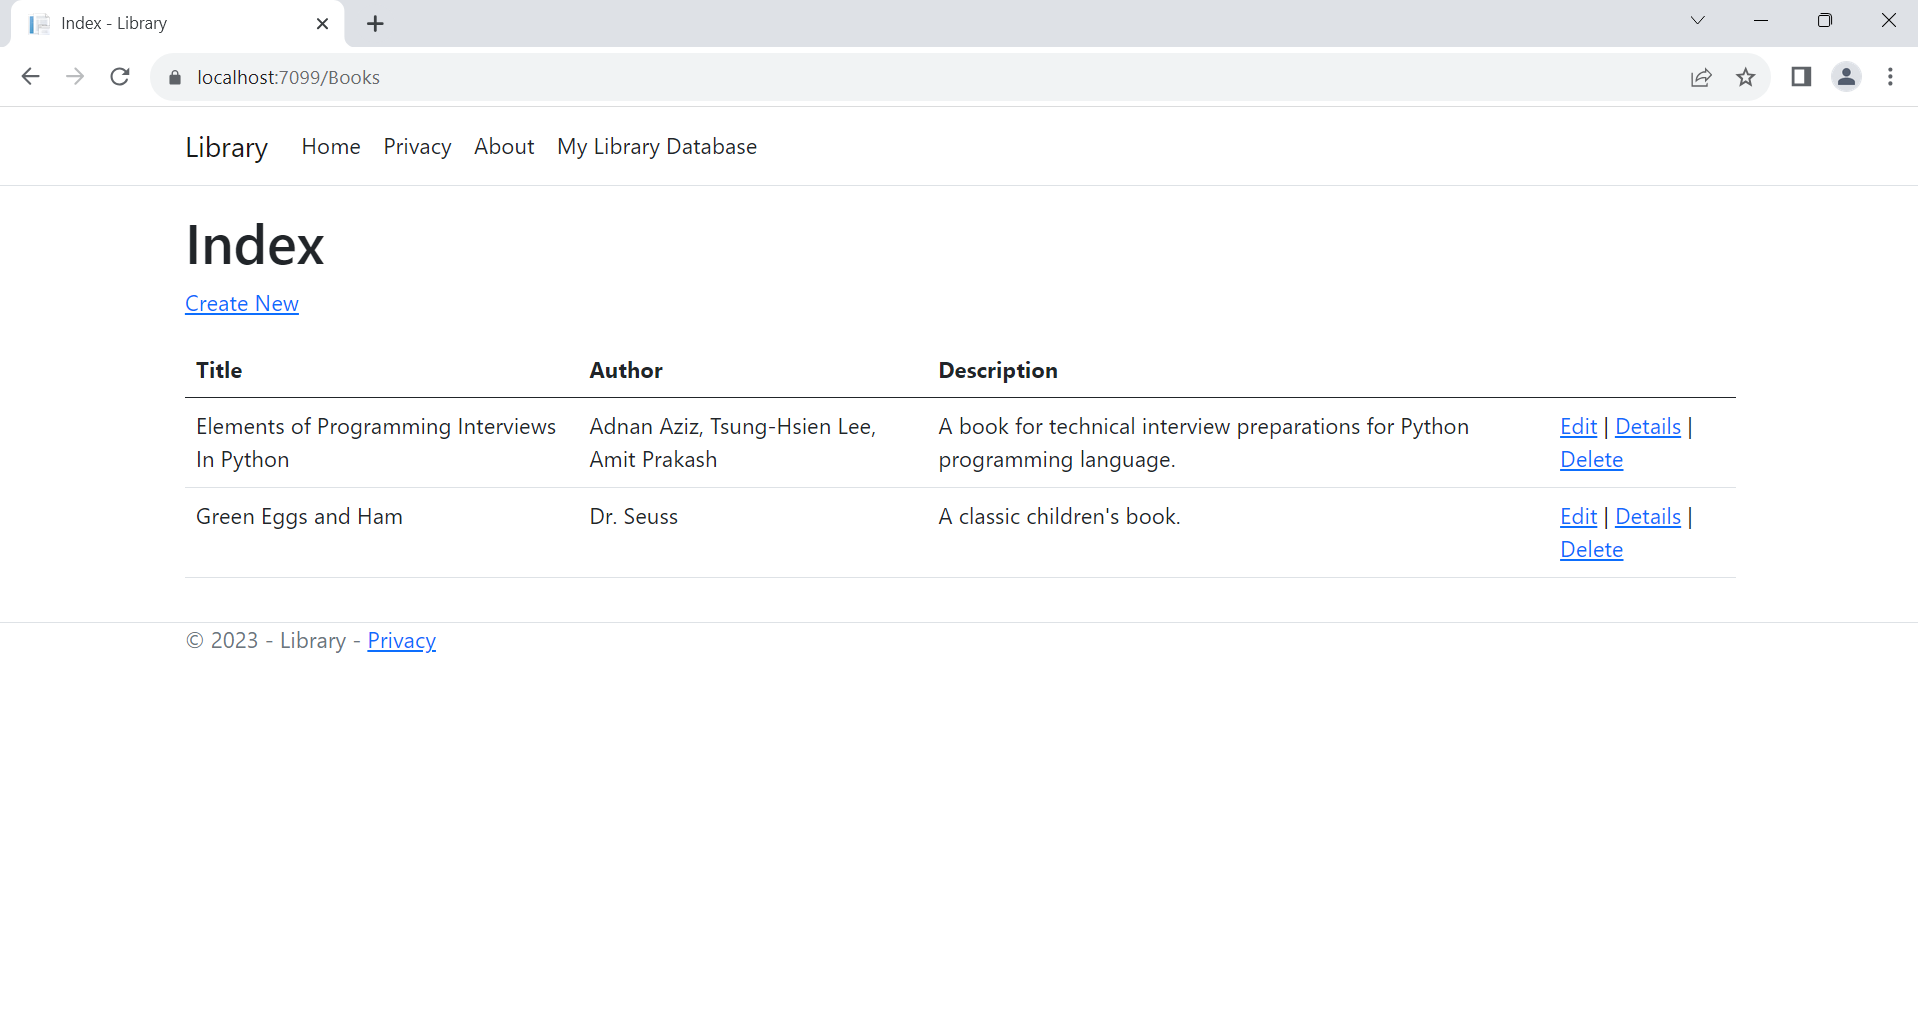 Index - Library
localhost:7099/Books
Library Home Privacy About My Library Database
Index
Create New
Title Author Description
Elements of Programming Interviews Adnan Aziz, Tsung-Hsien Lee, A book for technical interview preparations for Python Edit | Details |
In Python Amit Prakash programming language. Delete
Green Eggs and Ham Dr. Seuss A classic children's book. Edit | Details |
Delete
© 2023 - Library - Privacy